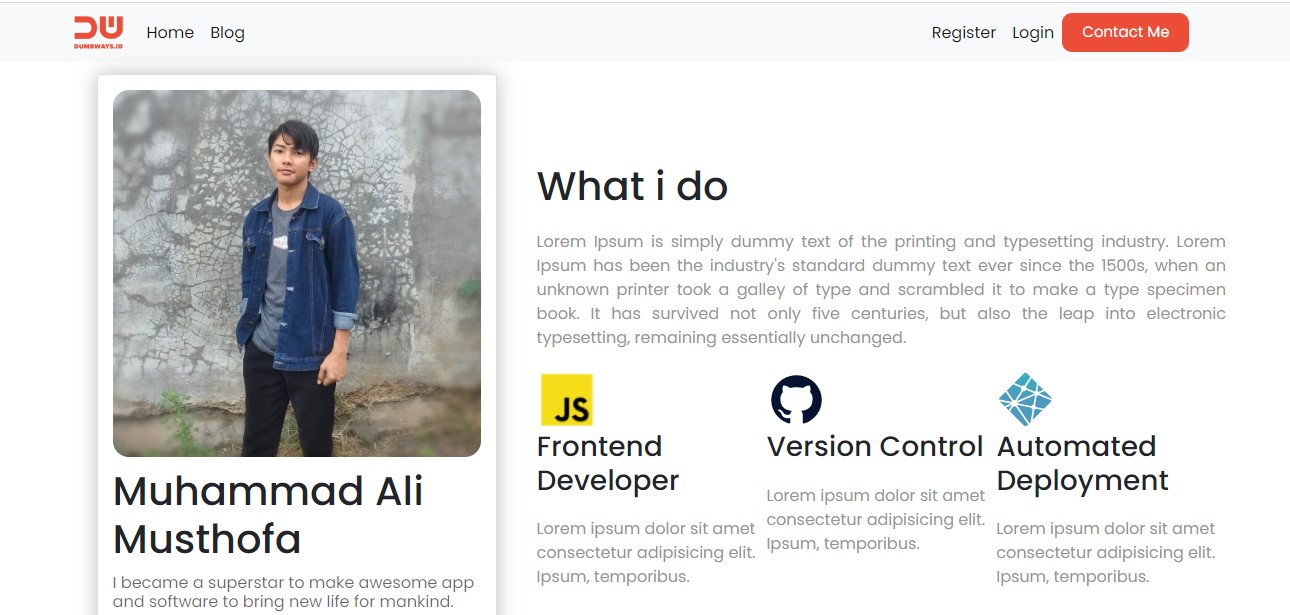 DUMBWAYS.ID
Home Blog Register Login Contact Me
What i do
Lorem Ipsum is simply dummy text of the printing and typesetting industry. Lorem
Ipsum has been the industry's standard dummy text ever since the 1500s, when an
unknown printer took a galley of type and scrambled it to make a type specimen
book. It has survived not only five centuries, but also the leap into electronic
typesetting, remaining essentially unchanged.
JS
Frontend
Developer
Lorem ipsum dolor sit amet
consectetur adipisicing elit.
Ipsum, temporibus.
Version Control
Lorem ipsum dolor sit amet
consectetur adipisicing elit.
Ipsum, temporibus.
Automated
Deployment
Lorem ipsum dolor sit amet
consectetur adipisicing elit.
Ipsum, temporibus.
Muhammad Ali
Musthofa
I became a superstar to make awesome app
and software to bring new life for mankind.